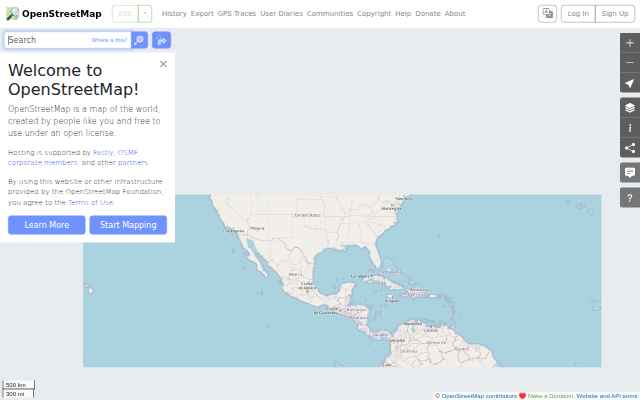 OpenStreetMap
Edit
History Export GPS Traces User Diaries Communities Copyright Help Donate About
Log In
Sign Up
Search
Where is this?
Welcome to
OpenStreetMap!
OpenStreetMap is a map of the world,
created by people like you and free to
use under an open license.
Hosting is supported by Fastly, OSMF
corporate members, and other partners.
By using this website or other infrastructure
provided by the OpenStreetMap Foundation,
you agree to the Terms of Use.
Learn More
Start Mapping
United States
500 km
300 mi
© OpenStreetMap contributors ♥ Make a Donation. Website and API terms